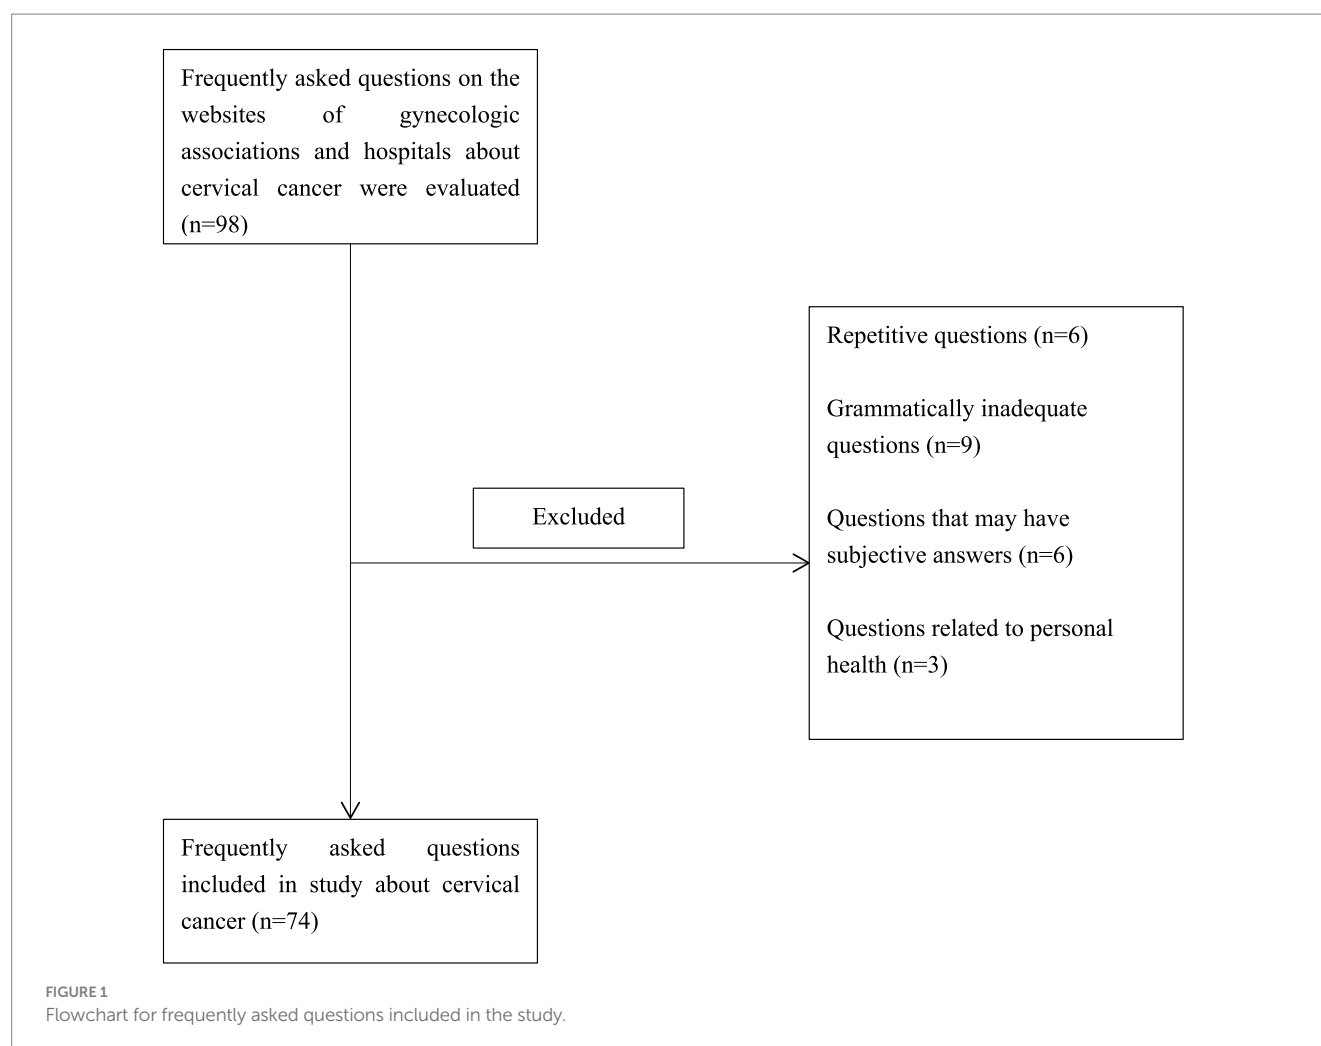 Frequently asked questions on the
websites of gynecologic
associations and hospitals about
cervical cancer were evaluated
(n=98)
Repetitive questions (n=6)
Grammatically inadequate
questions (n=9)
Excluded
Questions that may have
subjective answers (n=6)
Questions related to personal
health (n=3)
Frequently asked questions
included in study about cervical
cancer (n=74)
FIGURE 1
Flowchart for frequently asked questions included in the study.